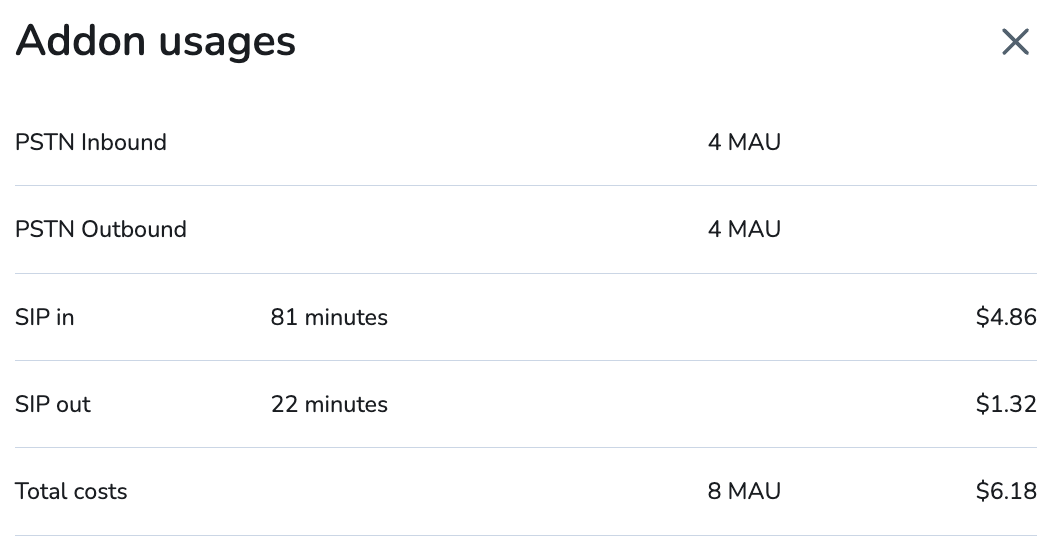 Addon usages
PSTN Inbound 4 MAU
PSTN Outbound 4 MAU
SIP in 81 minutes $4.86
SIP out 22 minutes $1.32
Total costs 8 MAU $6.18